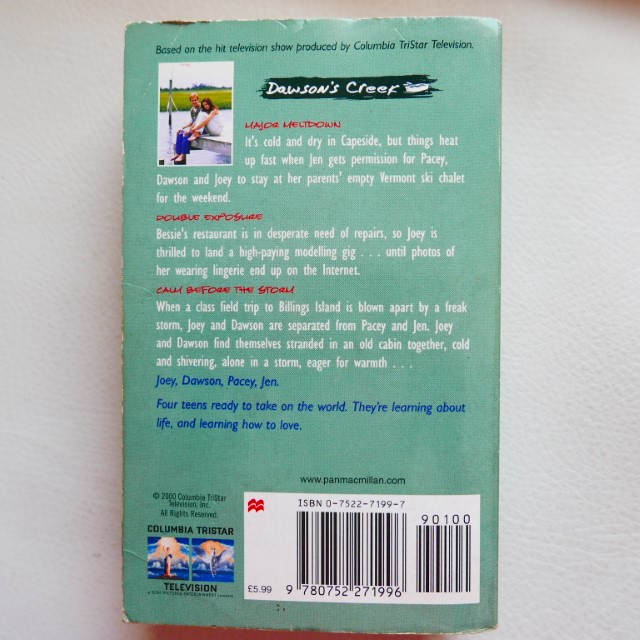 Based on the hit television show produced by Columbia TriStar Television.
Dawson's Creek
MAJOR MELTDOWN
It's cold and dry in Capeside, but things heat
up fast when Jen gets permission for Pacey,
Dawson and Joey to stay at her parents' empty Vermont ski chalet
for the weekend.
DOUBLE EXPOSURE
Bessie's restaurant is in desperate need of repairs, so Joey is
thrilled to land a high-paying modelling gig . . . until photos of
her wearing lingerie end up on the Internet.
CALM BEFORE THE STORM
When a class field trip to Billings Island is blown apart by a freak
storm, Joey and Dawson are separated from Pacey and Jen. Joey
and Dawson find themselves stranded in an old cabin together, cold
and shivering, alone in a storm, eager for warmth . . .
Joey, Dawson, Pacey, Jen.
Four teens ready to take on the world. They're learning about
life, and learning how to love.
www.panmacmillan.com
© 2000 Columbia TriStar
Television, Inc.
All Rights Reserved.
COLUMBIA TRISTAR
TELEVISION
a SONY PICTURES ENTERTAINMENT company
£5.99
ISBN 0-7522-7199-7
90100
9 780752 271996